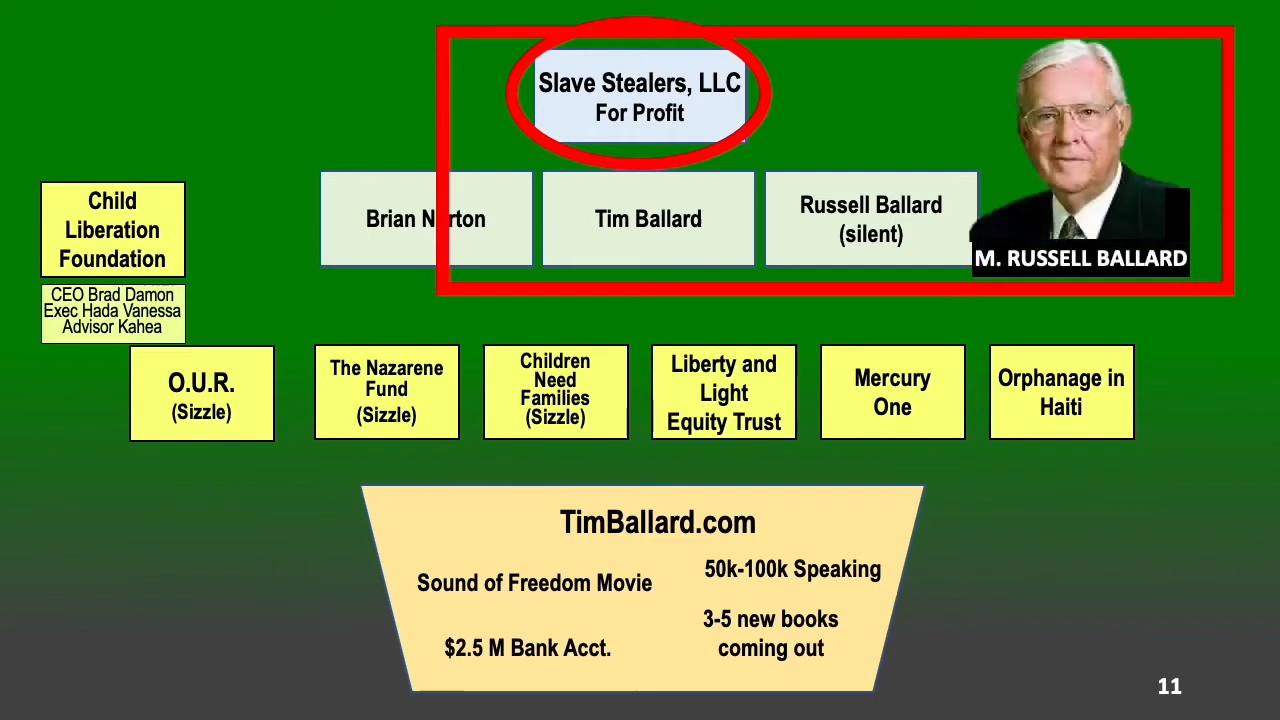 Slave Stealers, LLC
For Profit
Brian Norton
Tim Ballard
Russell Ballard
(silent)
M. RUSSELL BALLARD
Child
Liberation
Foundation
CEO Brad Damon
Exec Hada Vanessa
Advisor Kahea
O.U.R.
(Sizzle)
The Nazarene
Fund
(Sizzle)
Children
Need
Families
(Sizzle)
Liberty and
Light
Equity Trust
Mercury
One
Orphanage in
Haiti
TimBallard.com
Sound of Freedom Movie
50k-100k Speaking
$2.5 M Bank Acct.
3-5 new books
coming out
11